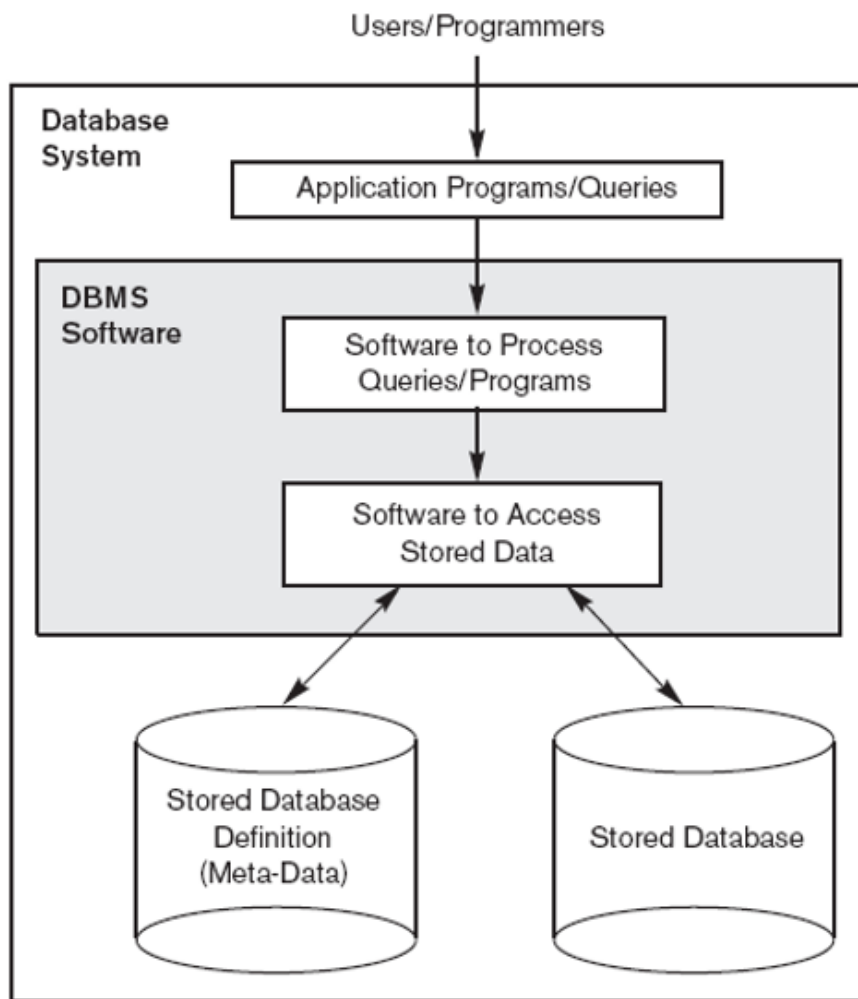 Users/Programmers
Database
System
Application Programs/Queries
DBMS
Software
Software to Process
Queries/Programs
Software to Access
Stored Data
Stored Database
Definition
(Meta-Data)
Stored Database